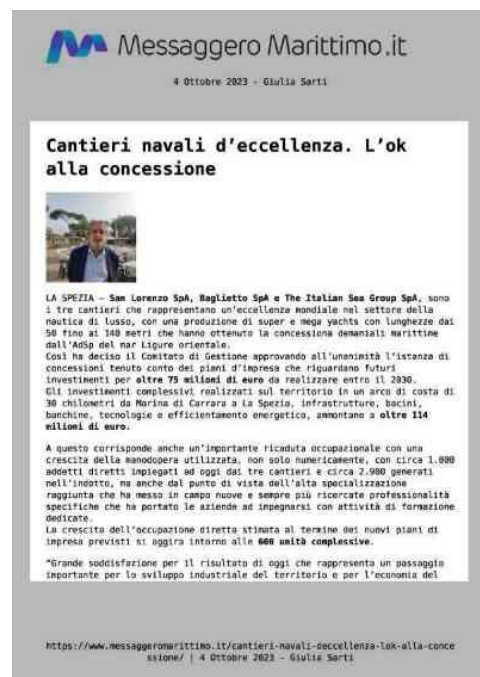 Messaggero Marittimo.it
4 Ottobre 2023 - Giulia Sarti
Cantieri navali d'eccellenza. L'ok
alla concessione
LA SPEZIA – San Lorenzo SpA, Baglietto SpA e The Italian Sea Group SpA, sono
i tre cantieri che rappresentano un'eccellenza mondiale nel settore della
nautica di lusso, con una produzione di super e mega yachts con lunghezze dai
50 fino ai 140 metri che hanno ottenuto la concessione demaniali marittime
dall'AdSp del mar Ligure orientale.
Così ha deciso il Comitato di Gestione approvando all'unanimità l'istanza di
concessioni tenuto conto dei piani d'impresa che riguardano futuri
investimenti per oltre 75 milioni di euro da realizzare entro il 2030.
Gli investimenti complessivi realizzati sul territorio in un arco di costa di
30 chilometri da Marina di Carrara a La Spezia, infrastrutture, bacini,
banchine, tecnologie e efficientamento energetico, ammontano a oltre 114
milioni di euro.
A questo corrisponde anche un'importante ricaduta occupazionale con una
crescita della manodopera utilizzata, non solo numericamente, con circa 1.000
addetti diretti impiegati ad oggi dai tre cantieri e circa 2.900 generati
nell'indotto, ma anche dal punto di vista dell'alta specializzazione
raggiunta che ha messo in campo nuove e sempre più ricercate professionalità
specifiche che ha portato le aziende ad impegnarsi con attività di formazione
dedicate.
La crescita dell'occupazione diretta stimata al termine dei nuovi piani di
impresa previsti si aggira intorno alle 600 unità complessive.
"Grande soddisfazione per il risultato di oggi che rappresenta un passaggio
importante per lo sviluppo industriale del territorio e per l'economia del
https://www.messaggeromarittimo.it/cantieri-navali-deccellenza-lok-alla-conce
ssione/ | 4 Ottobre 2023 - Giulia Sarti